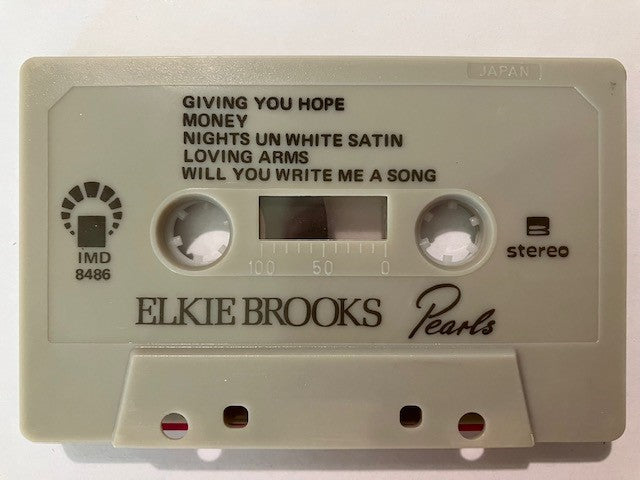 JAPAN
GIVING YOU HOPE
MONEY
NIGHTS UN WHITE SATIN
LOVING ARMS
WILL YOU WRITE ME A SONG
IMD
8486
100 50 0
B
stereo
ELKIE BROOKS Pearls